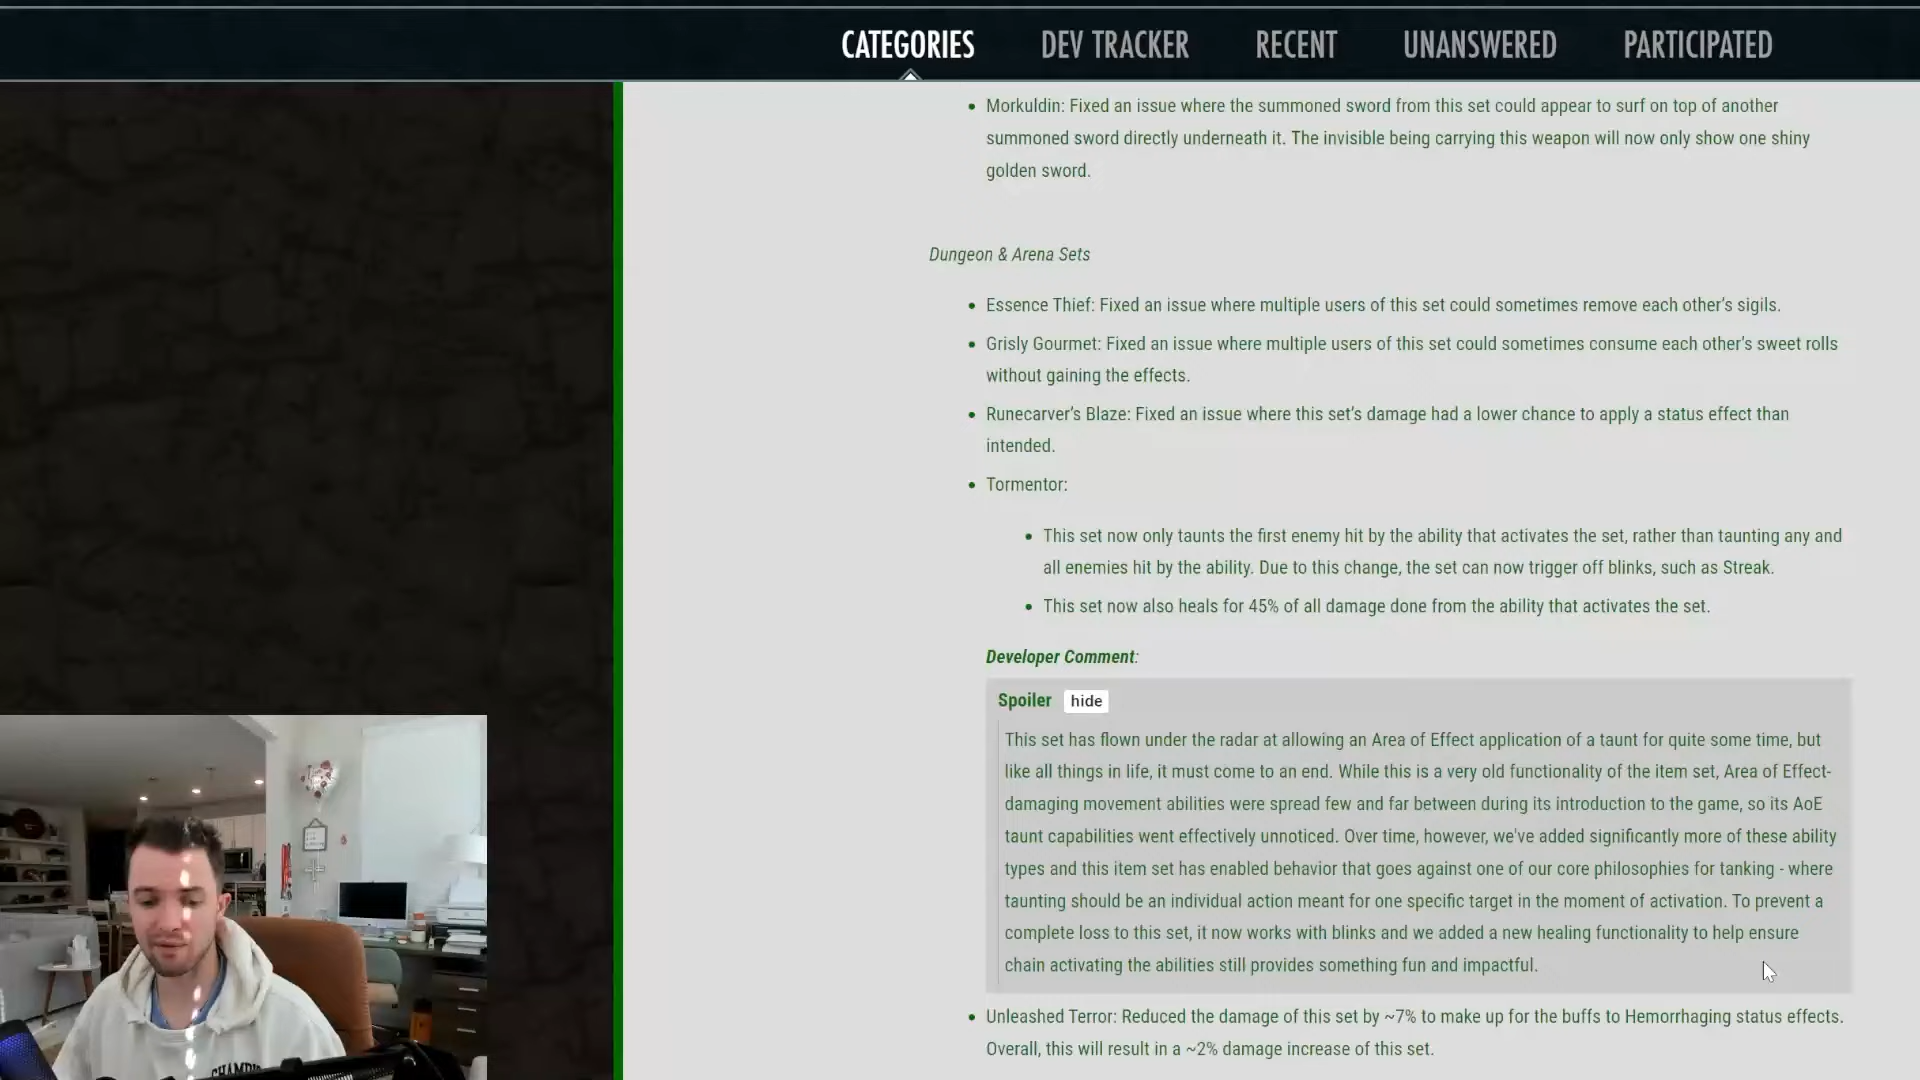 CATEGORIES DEV TRACKER RECENT UNANSWERED PARTICIPATED
• Morkuldin: Fixed an issue where the summoned sword from this set could appear to surf on top of another
summoned sword directly underneath it. The invisible being carrying this weapon will now only show one shiny
golden sword.
Dungeon & Arena Sets
• Essence Thief: Fixed an issue where multiple users of this set could sometimes remove each other's sigils.
• Grisly Gourmet: Fixed an issue where multiple users of this set could sometimes consume each other's sweet rolls
without gaining the effects.
• Runecarver's Blaze: Fixed an issue where this set's damage had a lower chance to apply a status effect than
intended.
• Tormentor:
• This set now only taunts the first enemy hit by the ability that activates the set, rather than taunting any and
all enemies hit by the ability. Due to this change, the set can now trigger off blinks, such as Streak.
• This set now also heals for 45% of all damage done from the ability that activates the set.
Developer Comment:
Spoiler hide
This set has flown under the radar at allowing an Area of Effect application of a taunt for quite some time, but
like all things in life, it must come to an end. While this is a very old functionality of the item set, Area of Effect-
damaging movement abilities were spread few and far between during its introduction to the game, so its AoE
taunt capabilities went effectively unnoticed. Over time, however, we've added significantly more of these ability
types and this item set has enabled behavior that goes against one of our core philosophies for tanking - where
taunting should be an individual action meant for one specific target in the moment of activation. To prevent a
complete loss to this set, it now works with blinks and we added a new healing functionality to help ensure
chain activating the abilities still provides something fun and impactful.
• Unleashed Terror: Reduced the damage of this set by ~7% to make up for the buffs to Hemorrhaging status effects.
Overall, this will result in a ~2% damage increase of this set.